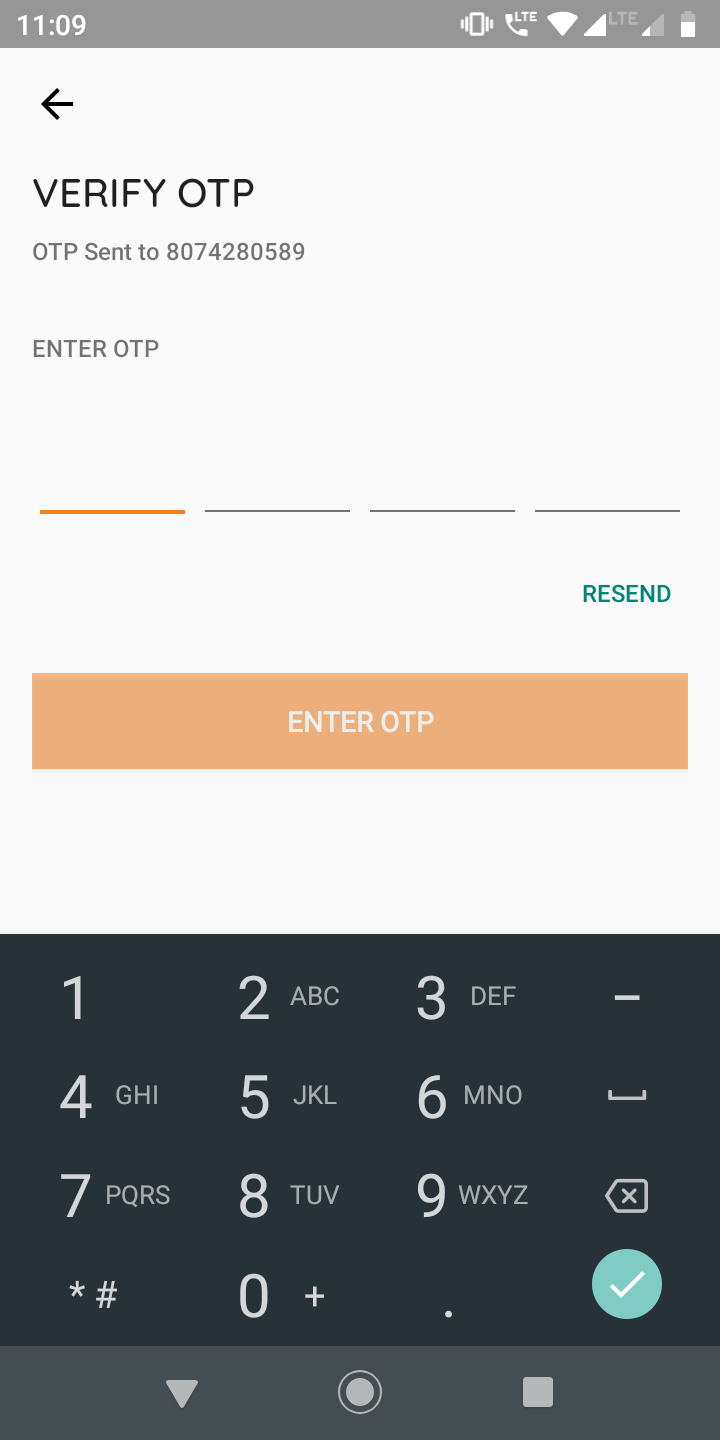 11:09 LTE LTE
VERIFY OTP
OTP Sent to 8074280589
ENTER OTP
RESEND
ENTER OTP
1 2 ABC 3 DEF –
4 GHI 5 JKL 6 MNO
7 PQRS 8 TUV 9 WXYZ
* # 0 + .